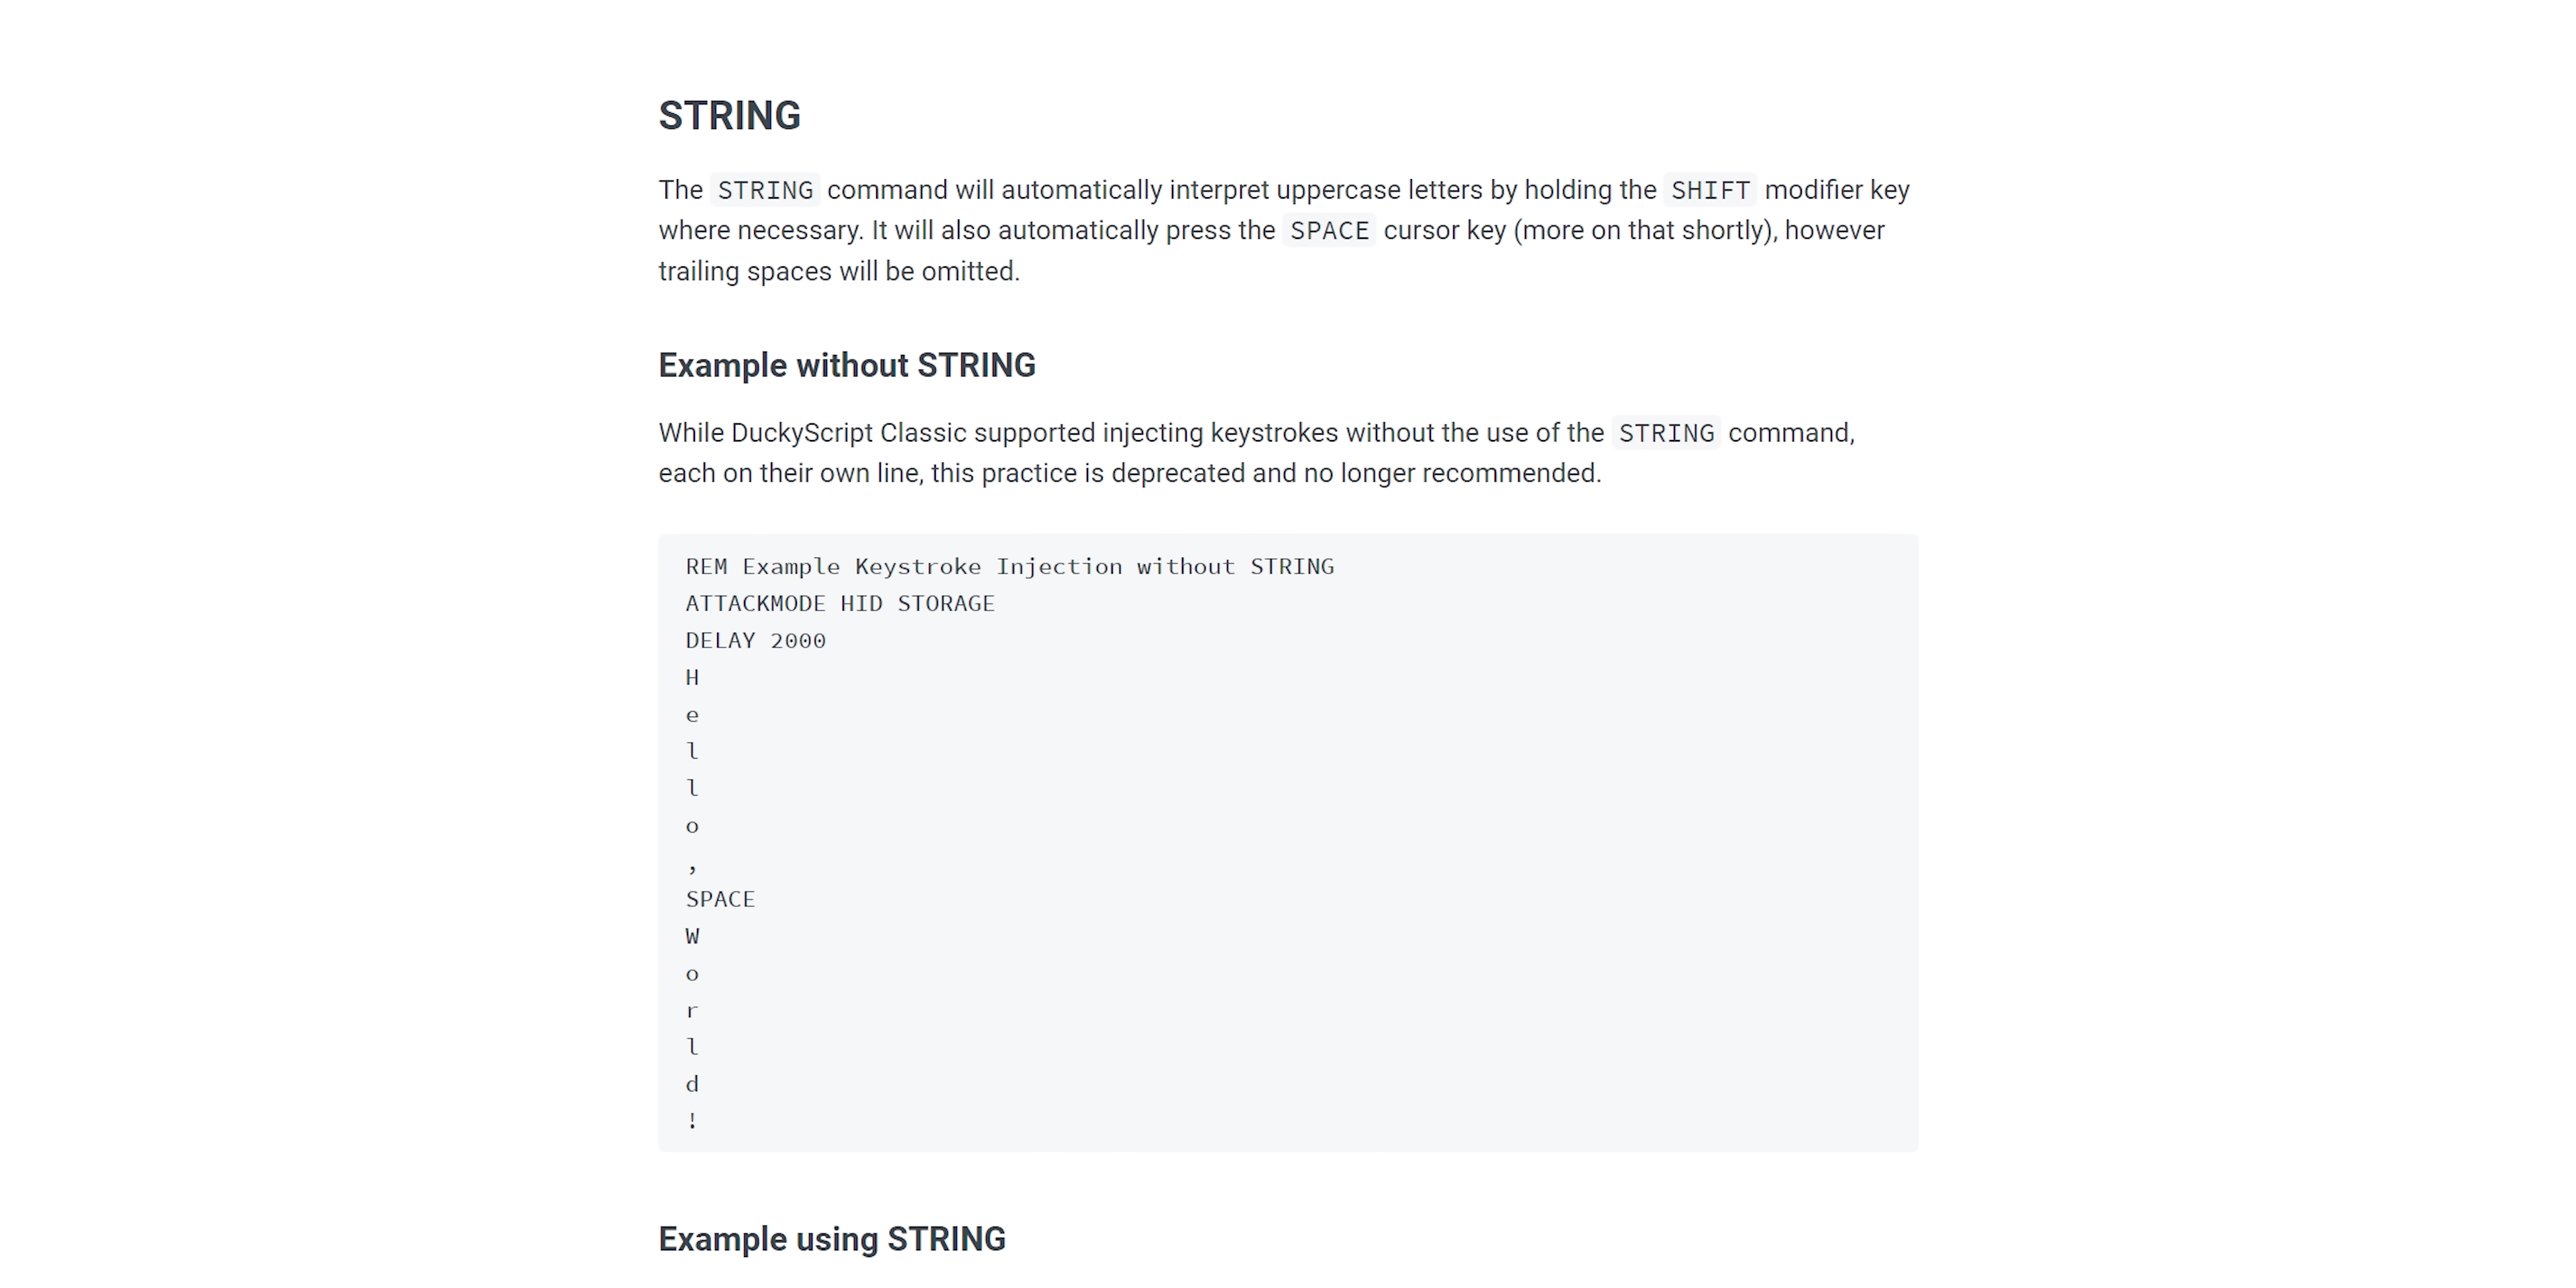 STRING
The STRING command will automatically interpret uppercase letters by holding the SHIFT modifier key
where necessary. It will also automatically press the SPACE cursor key (more on that shortly), however
trailing spaces will be omitted.
Example without STRING
While DuckyScript Classic supported injecting keystrokes without the use of the STRING command,
each on their own line, this practice is deprecated and no longer recommended.
REM Example Keystroke Injection without STRING
ATTACKMODE HID STORAGE
DELAY 2000
H
e
l
l
o
,
SPACE
W
o
r
l
d
!
Example using STRING